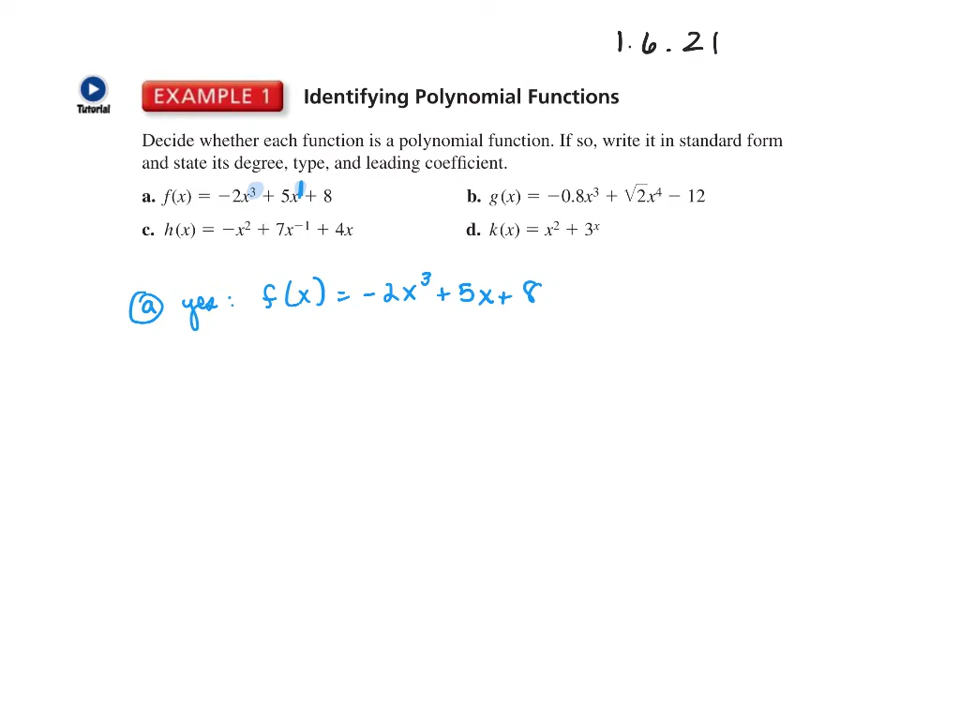 1.6.21
Tutorial
EXAMPLE 1 Identifying Polynomial Functions
Decide whether each function is a polynomial function. If so, write it in standard form
and state its degree, type, and leading coefficient.
a. f(x) = −2x³ + 5x¹ + 8 b. g(x) = −0.8x³ + √2x⁴ − 12
c. h(x) = −x² + 7x⁻¹ + 4x d. k(x) = x² + 3ˣ
ⓐ yes: f(x) = -2x³ + 5x + 8